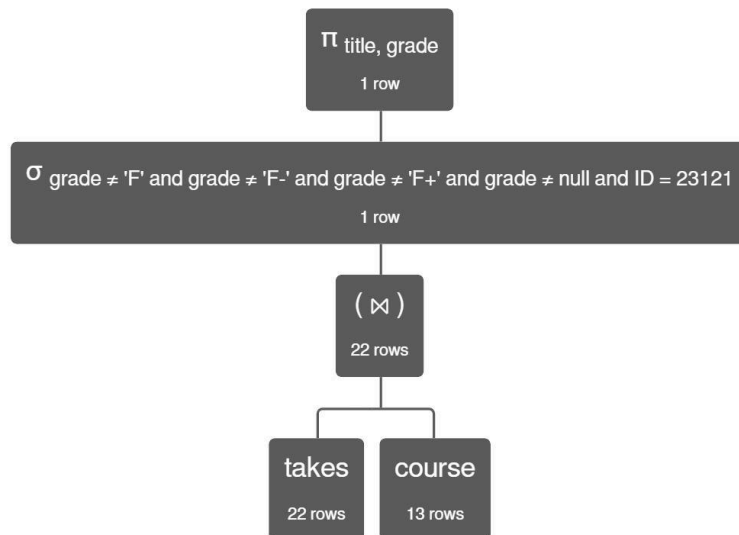 π title, grade
1 row
σ grade ≠ 'F' and grade ≠ 'F-' and grade ≠ 'F+' and grade ≠ null and ID = 23121
1 row
( ⋈ )
22 rows
takes course
22 rows 13 rows